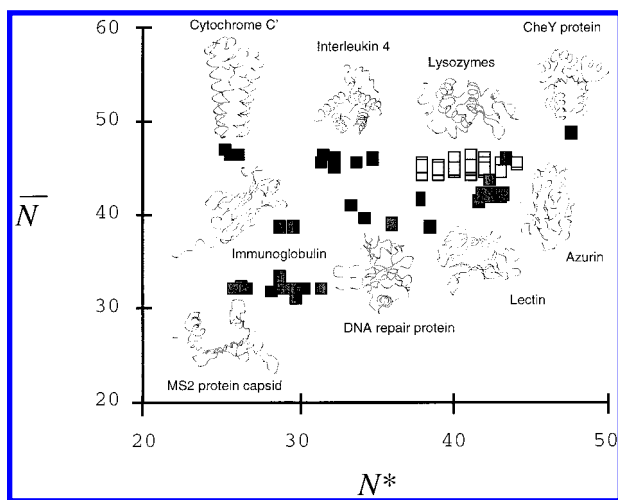 Cytochrome C'
CheY protein
60
Interleukin 4
Lysozymes
50
N
40
Immunoglobulin
Azurin
Lectin
30
DNA repair protein
MS2 protein capsid
20
20 30 40 50
N*